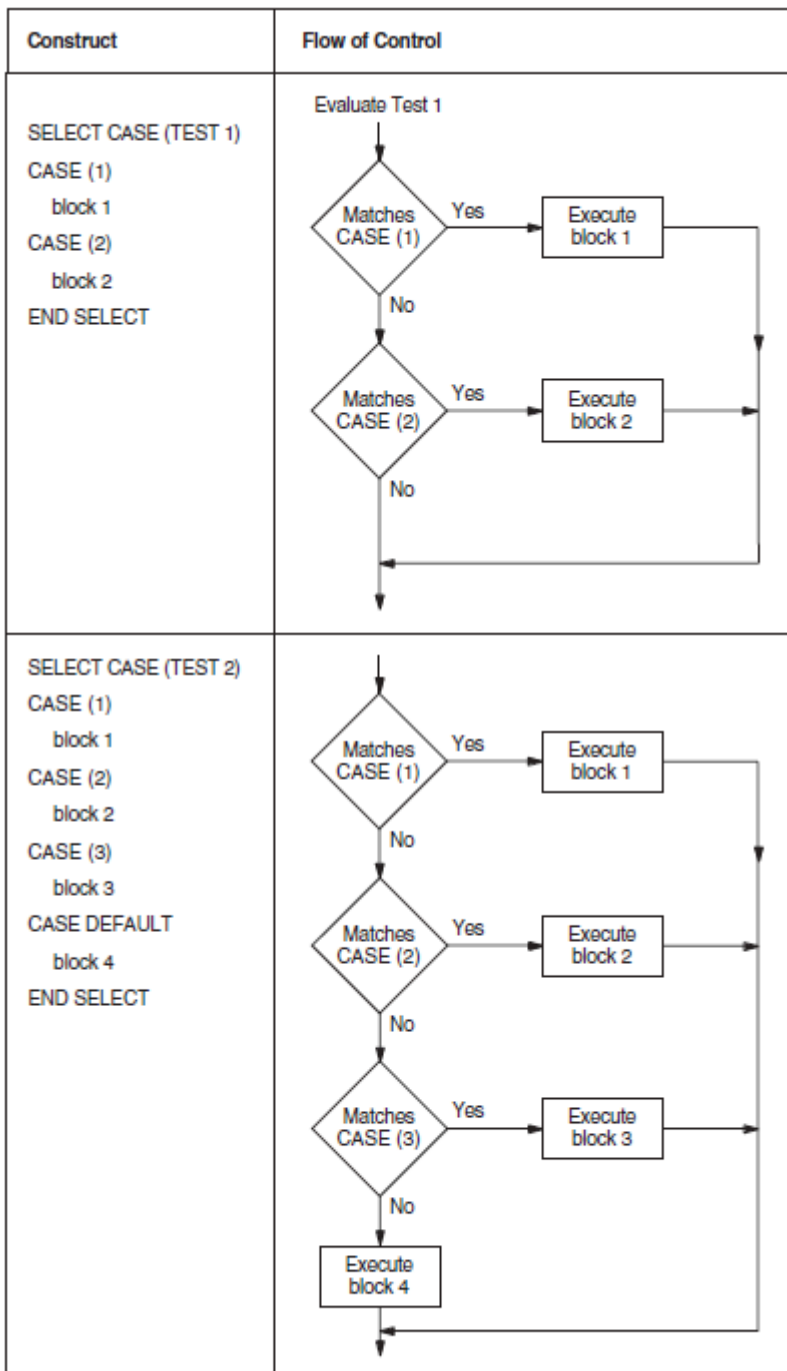 Construct
Flow of Control
SELECT CASE (TEST 1)
CASE (1)
block 1
CASE (2)
block 2
END SELECT
Evaluate Test 1
Matches
CASE (1)
Yes
Execute
block 1
No
Matches
CASE (2)
Yes
Execute
block 2
No
SELECT CASE (TEST 2)
CASE (1)
block 1
CASE (2)
block 2
CASE (3)
block 3
CASE DEFAULT
block 4
END SELECT
Matches
CASE (1)
Yes
Execute
block 1
No
Matches
CASE (2)
Yes
Execute
block 2
No
Matches
CASE (3)
Yes
Execute
block 3
No
Execute
block 4